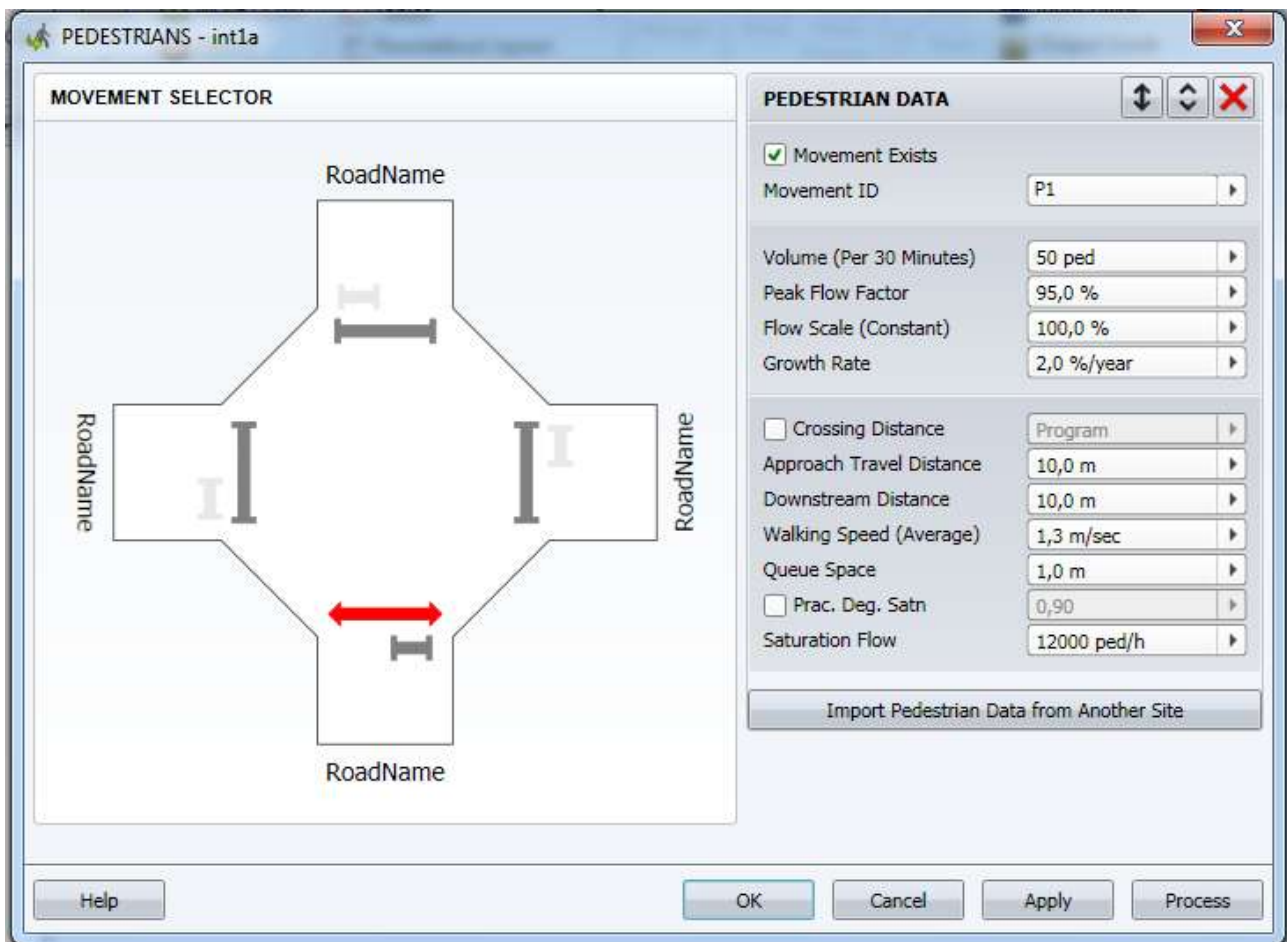 PEDESTRIANS - int1a
MOVEMENT SELECTOR
RoadName
RoadName
RoadName
RoadName
PEDESTRIAN DATA
Movement Exists
Movement ID P1
Volume (Per 30 Minutes) 50 ped
Peak Flow Factor 95,0 %
Flow Scale (Constant) 100,0 %
Growth Rate 2,0 %/year
Crossing Distance Program
Approach Travel Distance 10,0 m
Downstream Distance 10,0 m
Walking Speed (Average) 1,3 m/sec
Queue Space 1,0 m
Prac. Deg. Satn 0,90
Saturation Flow 12000 ped/h
Import Pedestrian Data from Another Site
Help OK Cancel Apply Process